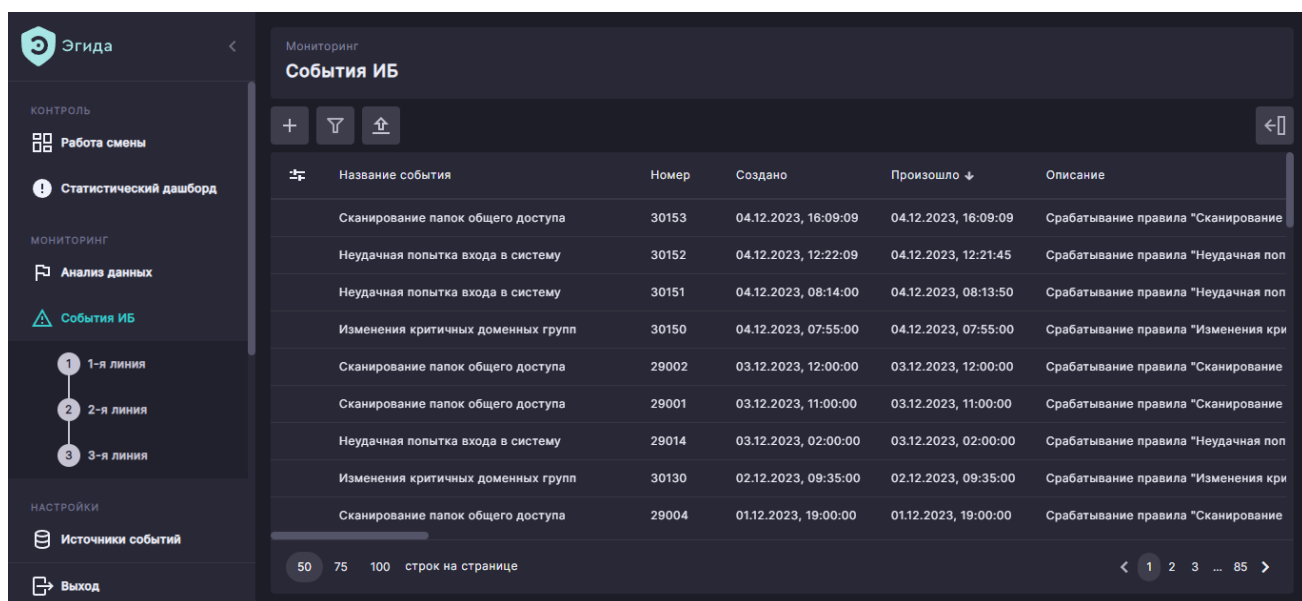 Эгида
КОНТРОЛЬ
Работа смены
Статистический дашборд
МОНИТОРИНГ
Анализ данных
События ИБ
1 1-я линия
2 2-я линия
3 3-я линия
НАСТРОЙКИ
Источники событий
Выход
Мониторинг
События ИБ
Название события Номер Создано Произошло Описание
Сканирование папок общего доступа 30153 04.12.2023, 16:09:09 04.12.2023, 16:09:09 Срабатывание правила "Сканирование
Неудачная попытка входа в систему 30152 04.12.2023, 12:22:09 04.12.2023, 12:21:45 Срабатывание правила "Неудачная поп
Неудачная попытка входа в систему 30151 04.12.2023, 08:14:00 04.12.2023, 08:13:50 Срабатывание правила "Неудачная поп
Изменения критичных доменных групп 30150 04.12.2023, 07:55:00 04.12.2023, 07:55:00 Срабатывание правила "Изменения кри
Сканирование папок общего доступа 29002 03.12.2023, 12:00:00 03.12.2023, 12:00:00 Срабатывание правила "Сканирование
Сканирование папок общего доступа 29001 03.12.2023, 11:00:00 03.12.2023, 11:00:00 Срабатывание правила "Сканирование
Неудачная попытка входа в систему 29014 03.12.2023, 02:00:00 03.12.2023, 02:00:00 Срабатывание правила "Неудачная поп
Изменения критичных доменных групп 30130 02.12.2023, 09:35:00 02.12.2023, 09:35:00 Срабатывание правила "Изменения кри
Сканирование папок общего доступа 29004 01.12.2023, 19:00:00 01.12.2023, 19:00:00 Срабатывание правила "Сканирование
50 75 100 строк на странице 1 2 3 ... 85